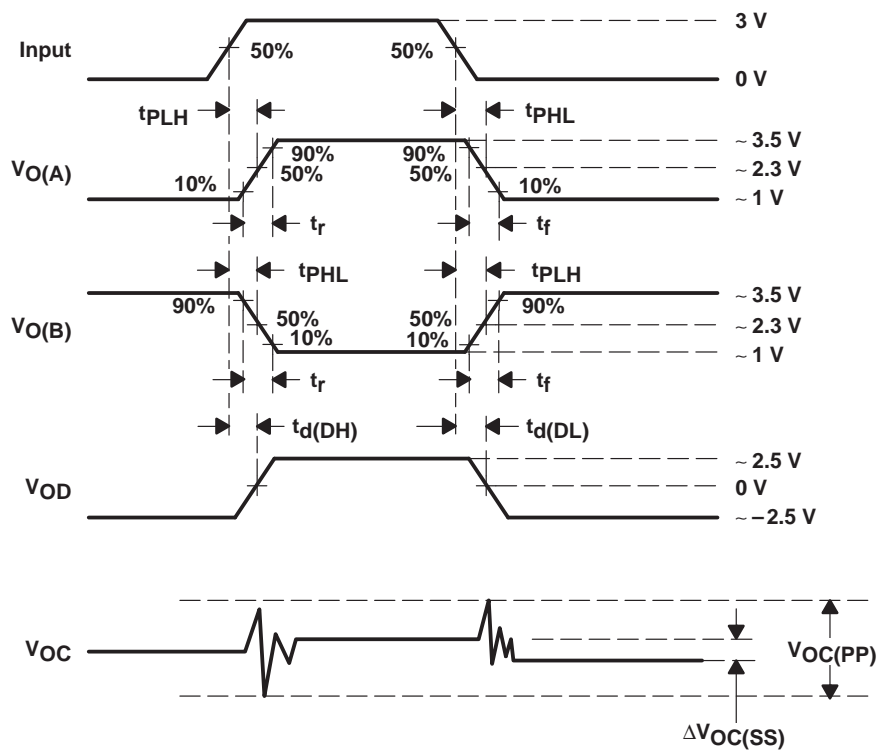 3 V
Input 50% 50%
0 V
tPLH tPHL
~ 3.5 V
90% 90%
VO(A) 50% 50% ~ 2.3 V
10% 10%
~ 1 V
tr tf
tPHL tPLH
90% 90% ~ 3.5 V
VO(B) 50% 50% ~ 2.3 V
10% 10% ~ 1 V
tr tf
td(DH) td(DL)
~ 2.5 V
VOD 0 V
~ –2.5 V
VOC VOC(PP)
ΔVOC(SS)